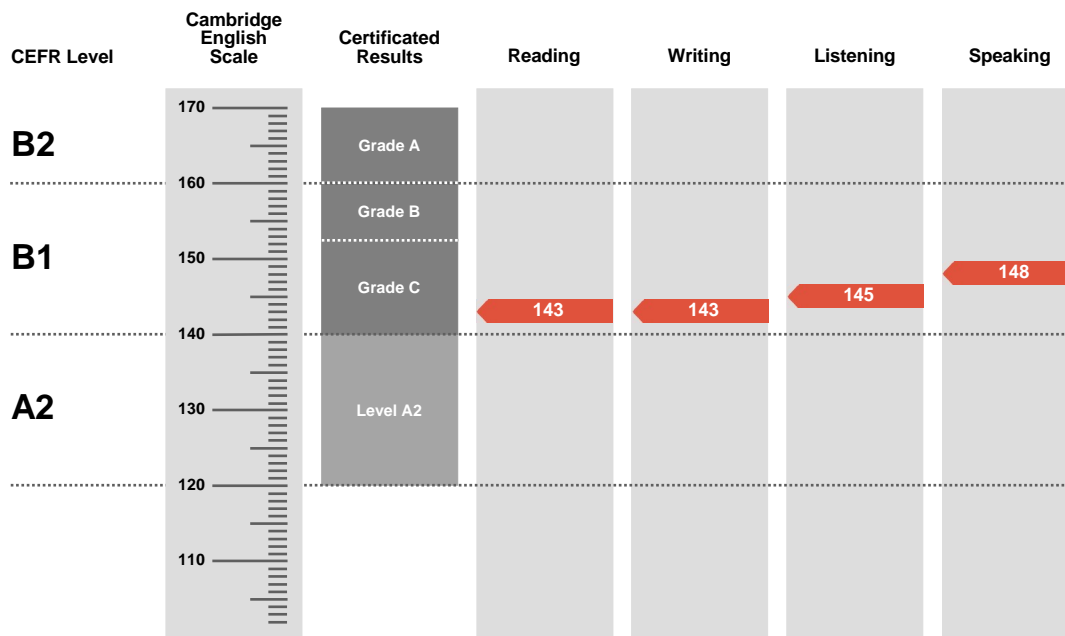 CEFR Level
Cambridge
English
Scale
Certificated
Results
Reading
Writing
Listening
Speaking
170
B2
Grade A
160
Grade B
B1
150
148
Grade C
143
143
145
140
A2
130
Level A2
120
110